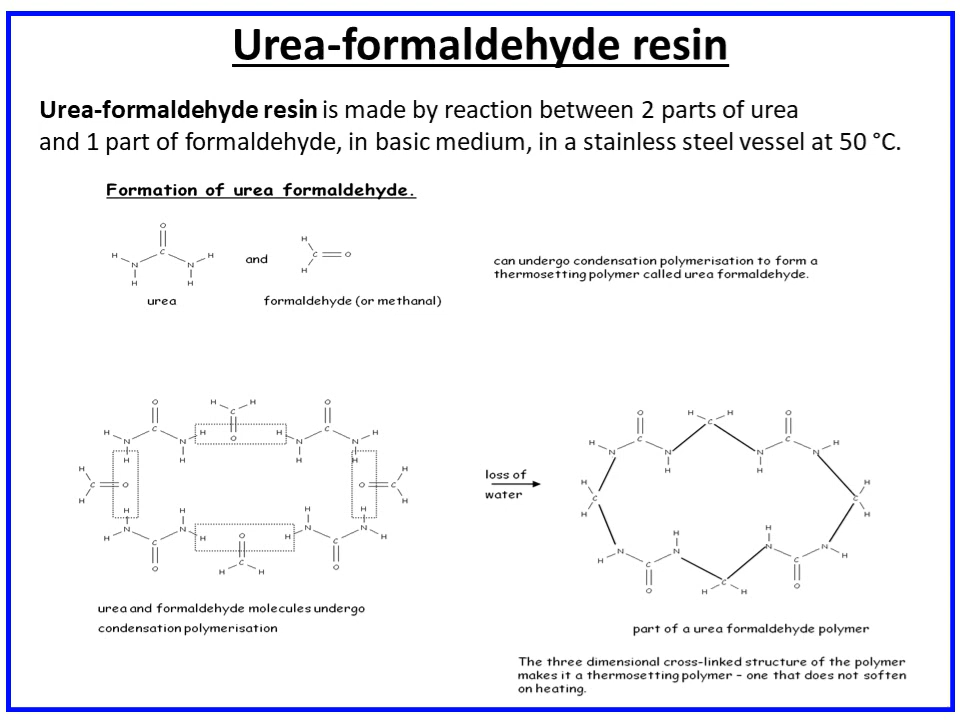 Urea-formaldehyde resin
Urea-formaldehyde resin is made by reaction between 2 parts of urea
and 1 part of formaldehyde, in basic medium, in a stainless steel vessel at 50 °C.
Formation of urea formaldehyde.
O
H
H C H C O
and
N N
H
H H
can undergo condensation polymerisation to form a
thermosetting polymer called urea formaldehyde.
urea
formaldehyde (or methanal)
O H H O
C
C C
H N N H O H N N H
H H H H
H H
C O O C
H H
H H H H
H N N H O H N N H
C C
O C O
H H
loss of
water
O H H O
C
C C
H N N N N H
H H
H H
C C
H H
H H
H N N N N H
C C
C
O H H O
urea and formaldehyde molecules undergo
condensation polymerisation
part of a urea formaldehyde polymer
The three dimensional cross-linked structure of the polymer
makes it a thermosetting polymer – one that does not soften
on heating.